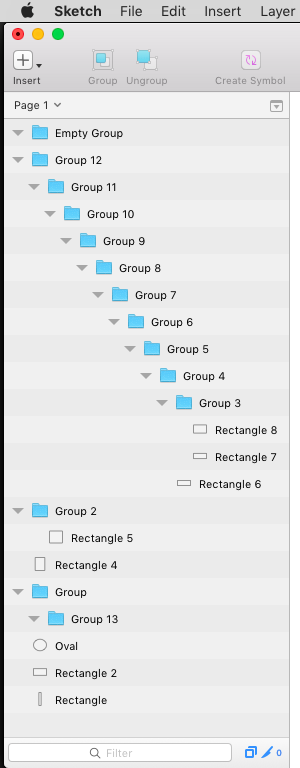 Sketch File Edit Insert Layer
Insert Group Ungroup Create Symbol
Page 1
Empty Group
Group 12
Group 11
Group 10
Group 9
Group 8
Group 7
Group 6
Group 5
Group 4
Group 3
Rectangle 8
Rectangle 7
Rectangle 6
Group 2
Rectangle 5
Rectangle 4
Group
Group 13
Oval
Rectangle 2
Rectangle
Filter 0